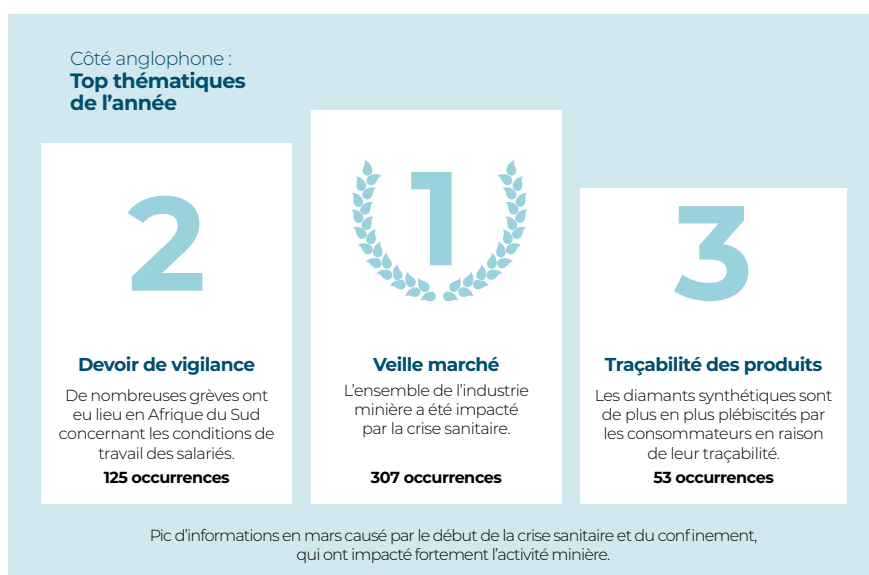 Côté anglophone :
Top thématiques
de l’année
2
Devoir de vigilance
De nombreuses grèves ont
eu lieu en Afrique du Sud
concernant les conditions de
travail des salariés.
125 occurrences
1
Veille marché
L’ensemble de l’industrie
minière a été impacté
par la crise sanitaire.
307 occurrences
3
Traçabilité des produits
Les diamants synthétiques sont
de plus en plus plébiscités par
les consommateurs en raison
de leur traçabilité.
53 occurrences
Pic d’informations en mars causé par le début de la crise sanitaire et du confinement,
qui ont impacté fortement l’activité minière.